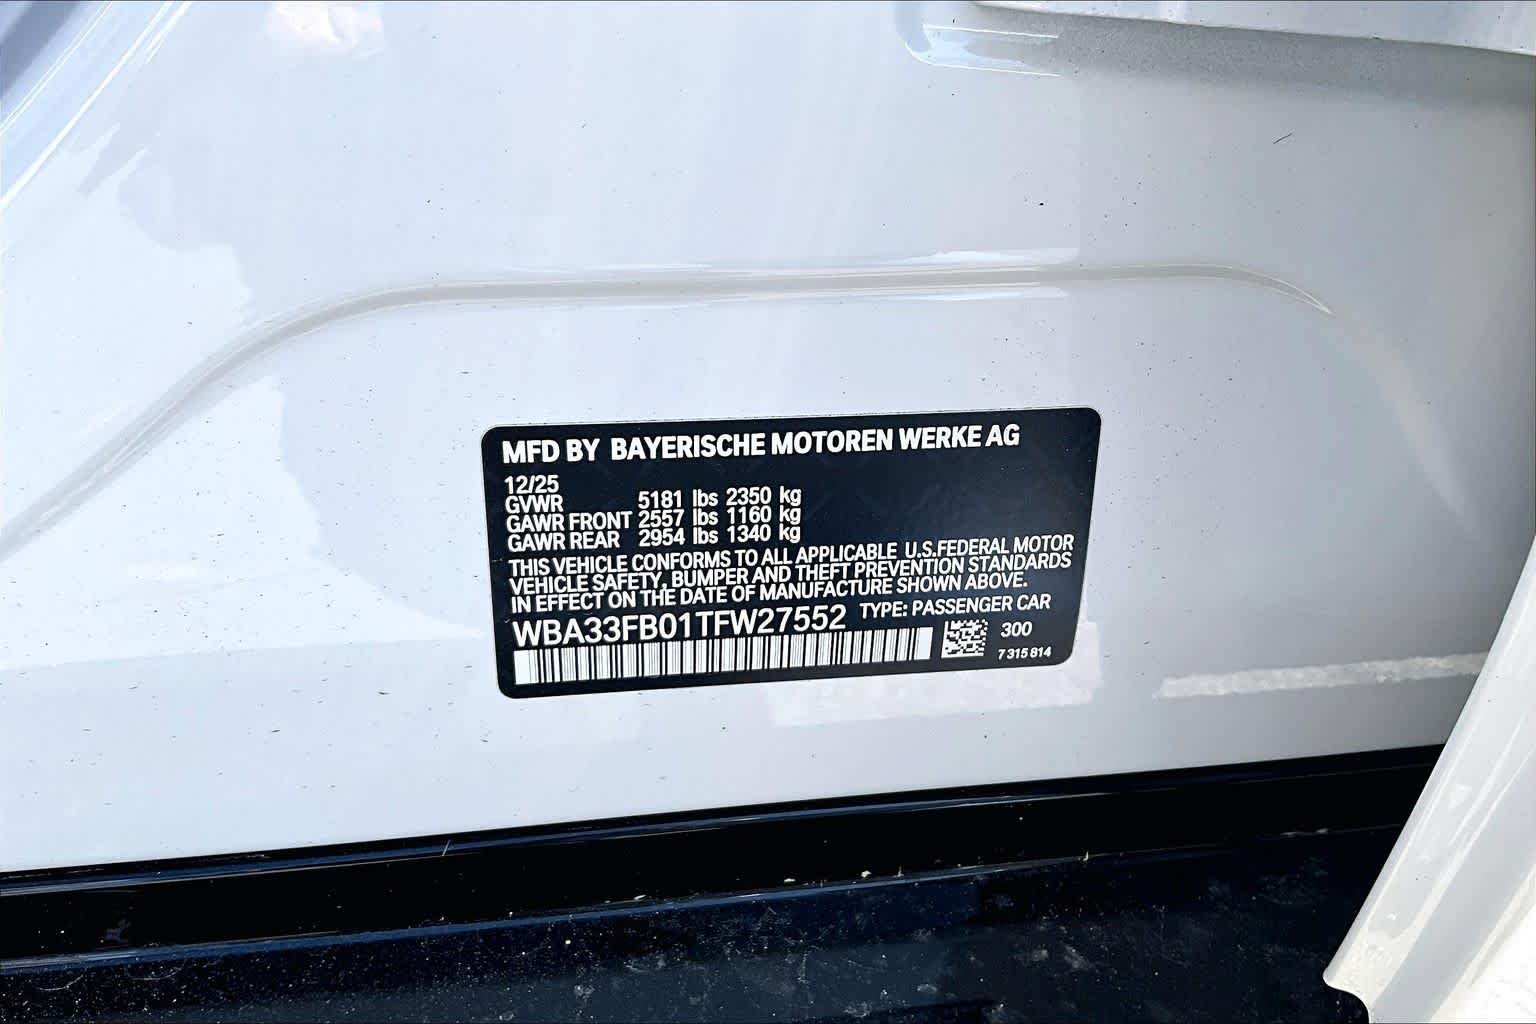 MFD BY BAYERISCHE MOTOREN WERKE AG
12/25
GVWR 5181 lbs 2350 kg
GAWR FRONT 2557 lbs 1160 kg
GAWR REAR 2954 lbs 1340 kg
THIS VEHICLE CONFORMS TO ALL APPLICABLE U.S.FEDERAL MOTOR
VEHICLE SAFETY, BUMPER AND THEFT PREVENTION STANDARDS
IN EFFECT ON THE DATE OF MANUFACTURE SHOWN ABOVE.
WBA33FB01TFW27552 TYPE: PASSENGER CAR
300
7 315 814